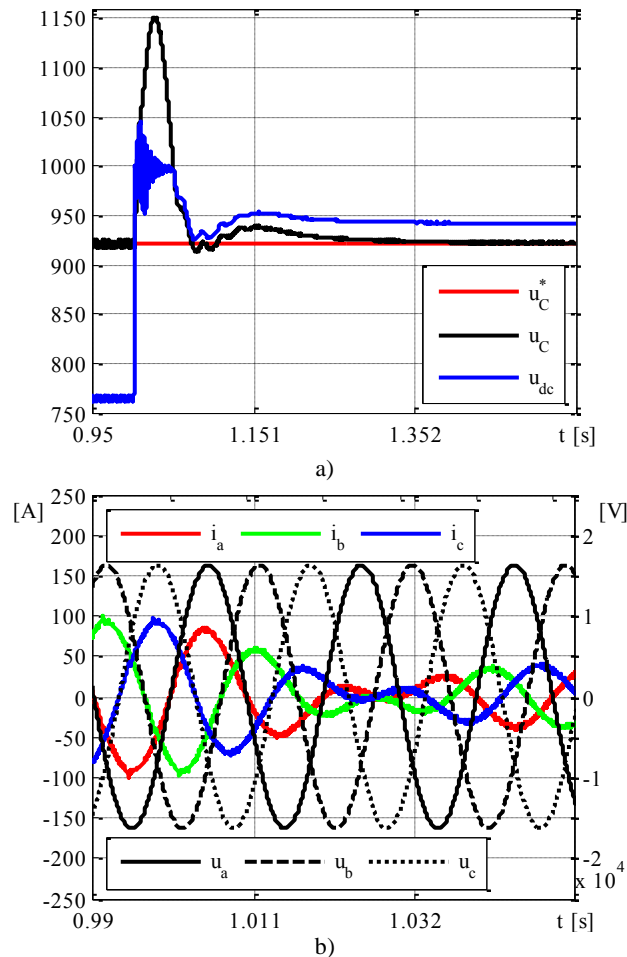 1150
1100
1050
1000
950
900
850
800
750
u*C
uC
udc
0.95 1.151 1.352 t [s]
a)
[A] [V]
250
200
150
100
50
0
-50
-100
-150
-200
-250
ia ib ic
2
1
0
-1
-2
x 10^4
ua ub uc
0.99 1.011 1.032 t [s]
b)